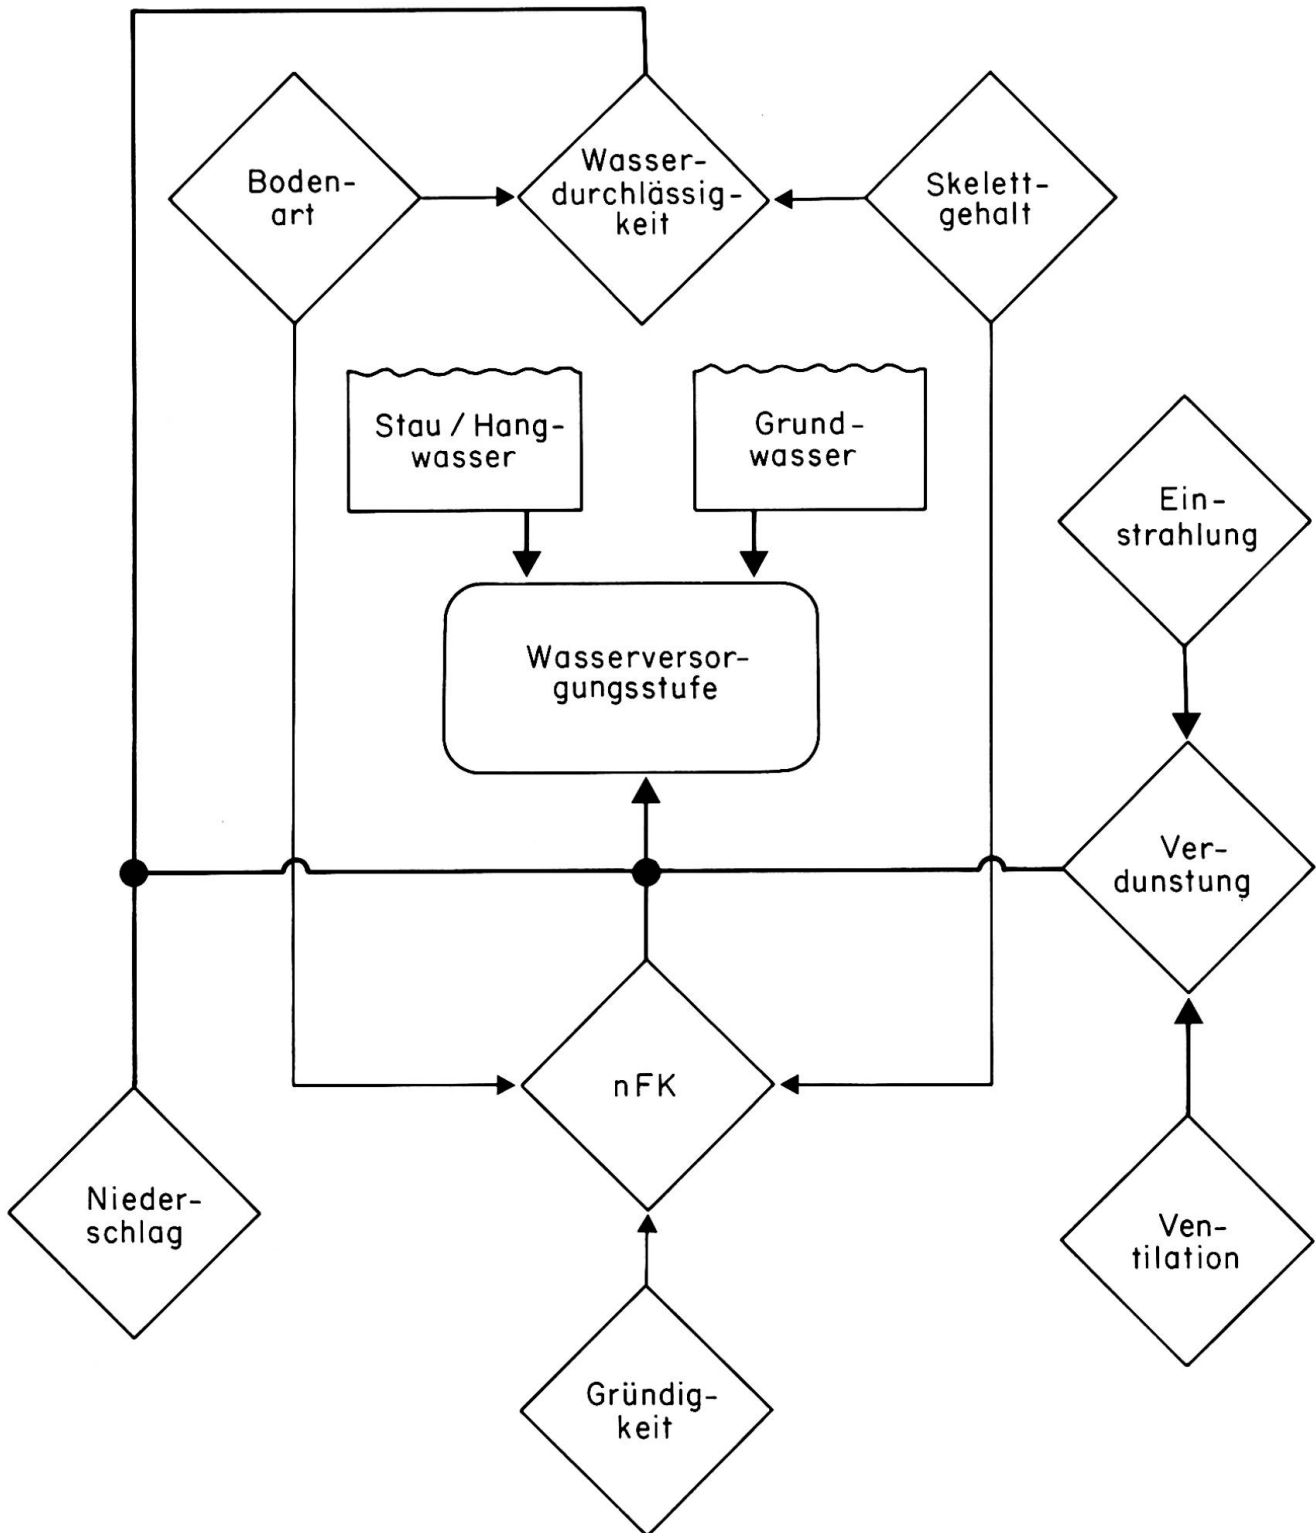 Boden-
art
Wasser-
durchlässig-
keit
Skelett-
gehalt
Stau / Hang-
wasser
Grund-
wasser
Ein-
strahlung
Wasserversor-
gungsstufe
Ver-
dunstung
nFK
Nieder-
schlag
Ven-
tilation
Gründig-
keit